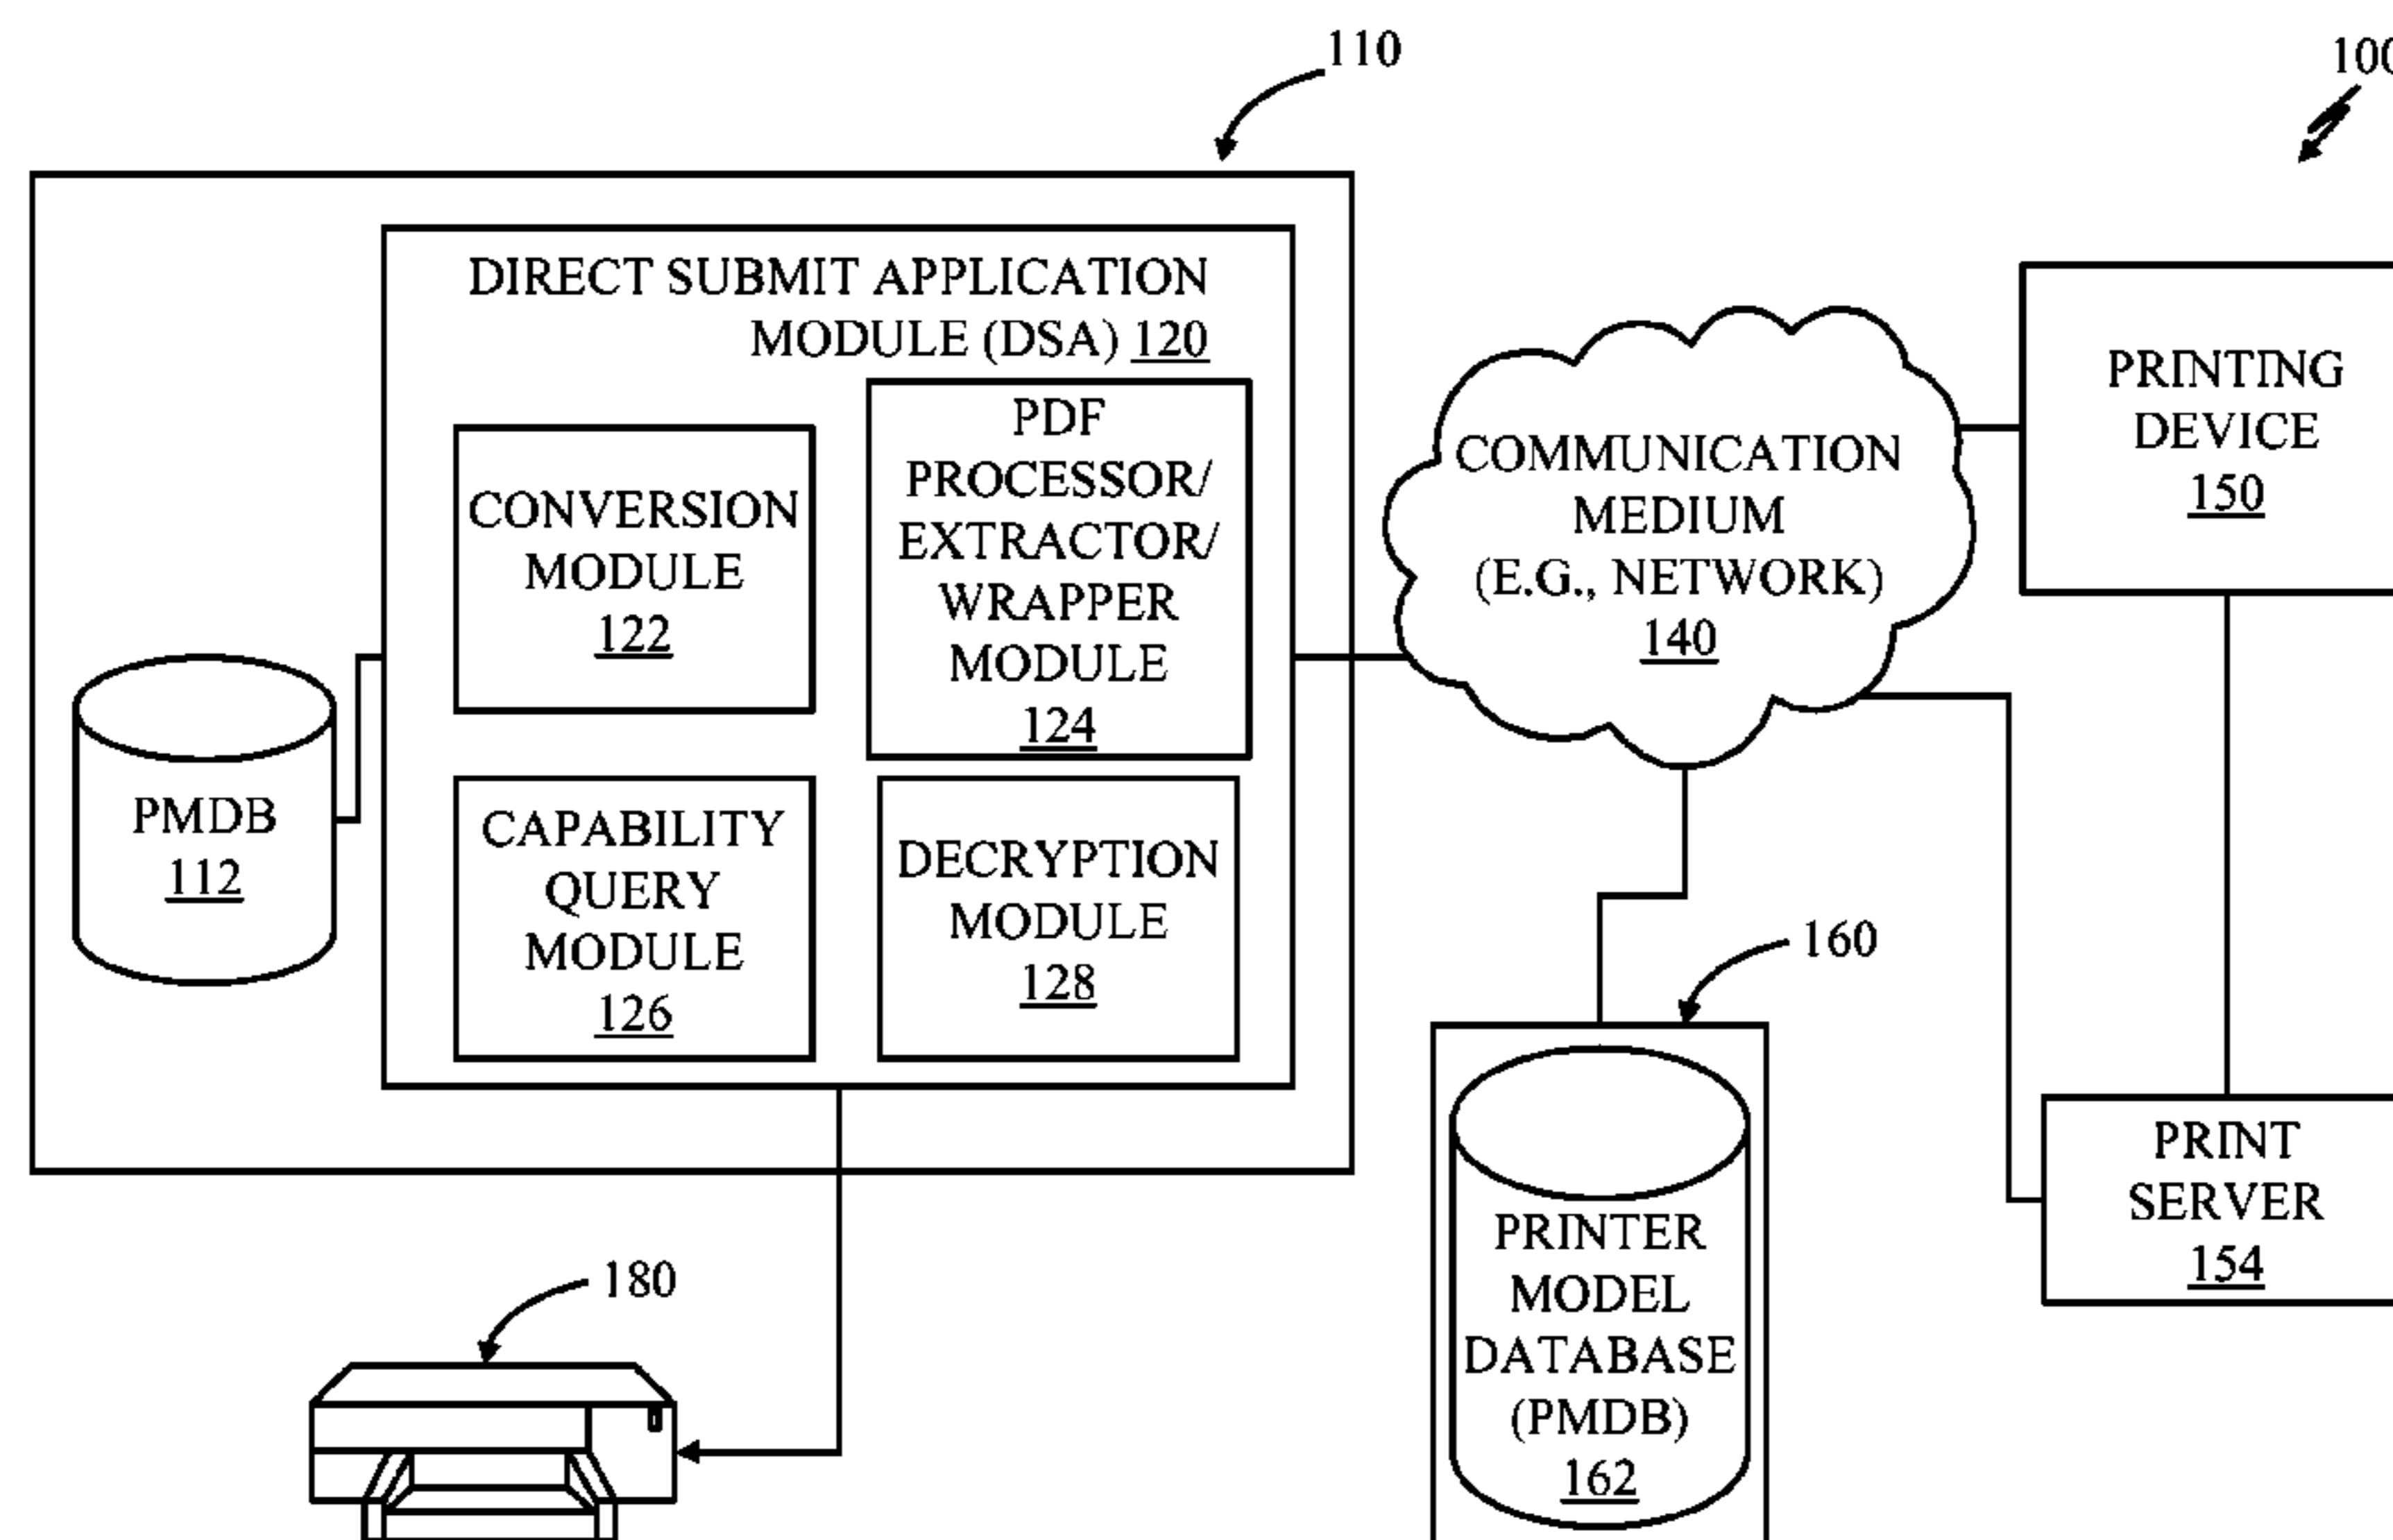 110
100
DIRECT SUBMIT APPLICATION
MODULE (DSA) 120
CONVERSION
MODULE
122
PDF
PROCESSOR/
EXTRACTOR/
WRAPPER
MODULE
124
PMDB
112
CAPABILITY
QUERY
MODULE
126
DECRYPTION
MODULE
128
COMMUNICATION
MEDIUM
(E.G., NETWORK)
140
PRINTING
DEVICE
150
160
PRINTER
MODEL
DATABASE
(PMDB)
162
PRINT
SERVER
154
180